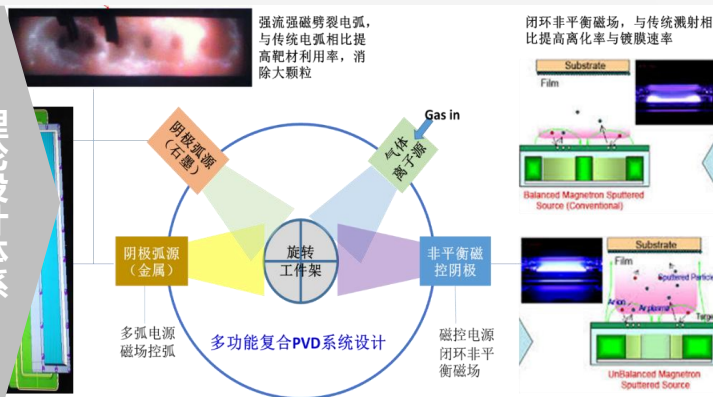 强流强磁劈裂电弧，
与传统电弧相比提
高靶材利用率，消
除大颗粒
闭环非平衡磁场，与传统溅射相
比提高离化率与镀膜速率
Substrate
Film
Balanced Magnetron Sputtered
Source (Conventional)
阴极弧源
（石墨）
Gas in
气体
离子源
阴极弧源
（金属）
旋转
工件架
非平衡磁
控阴极
多弧电源
磁场控弧
多功能复合PVD系统设计
磁控电源
闭环非平
衡磁场
Substrate
Film
Sputtered Particle
Ar ion
Ar plasma
Target
UnBalanced Magnetron
Sputtered Source